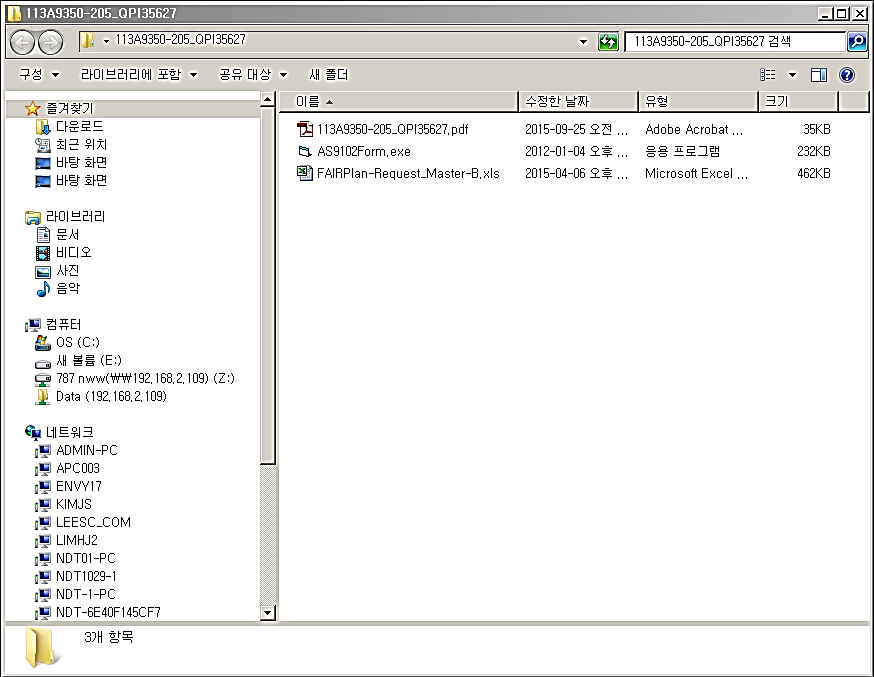 113A9350-205_QPI35627
113A9350-205_QPI35627
113A9350-205_QPI35627 검색
구성 라이브러리에 포함 공유 대상 새 폴더
이름 수정한 날짜 유형 크기
113A9350-205_QPI35627.pdf 2015-09-25 오전 ... Adobe Acrobat ... 35KB
AS9102Form.exe 2012-01-04 오후 ... 응용 프로그램 232KB
FAIRPlan-Request_Master-B.xls 2015-04-06 오후 ... Microsoft Excel ... 462KB
즐겨찾기
다운로드
최근 위치
바탕 화면
바탕 화면
라이브러리
문서
비디오
사진
음악
컴퓨터
OS (C:)
새 볼륨 (E:)
787 nww(₩₩192.168.2.109) (Z:)
Data (192.168.2.109)
네트워크
ADMIN-PC
APC003
ENVY17
KIMJS
LEESC_COM
LIMHJ2
NDT01-PC
NDT1029-1
NDT-1-PC
NDT-6E40F145CF7
3개 항목